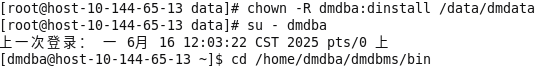 [root@host-10-144-65-13 data]# chown -R dmdba:dinstall /data/dmdata
[root@host-10-144-65-13 data]# su - dmdba
上一次登录： 一 6月 16 12:03:22 CST 2025 pts/0 上
[dmdba@host-10-144-65-13 ~]$ cd /home/dmdba/dmdbms/bin